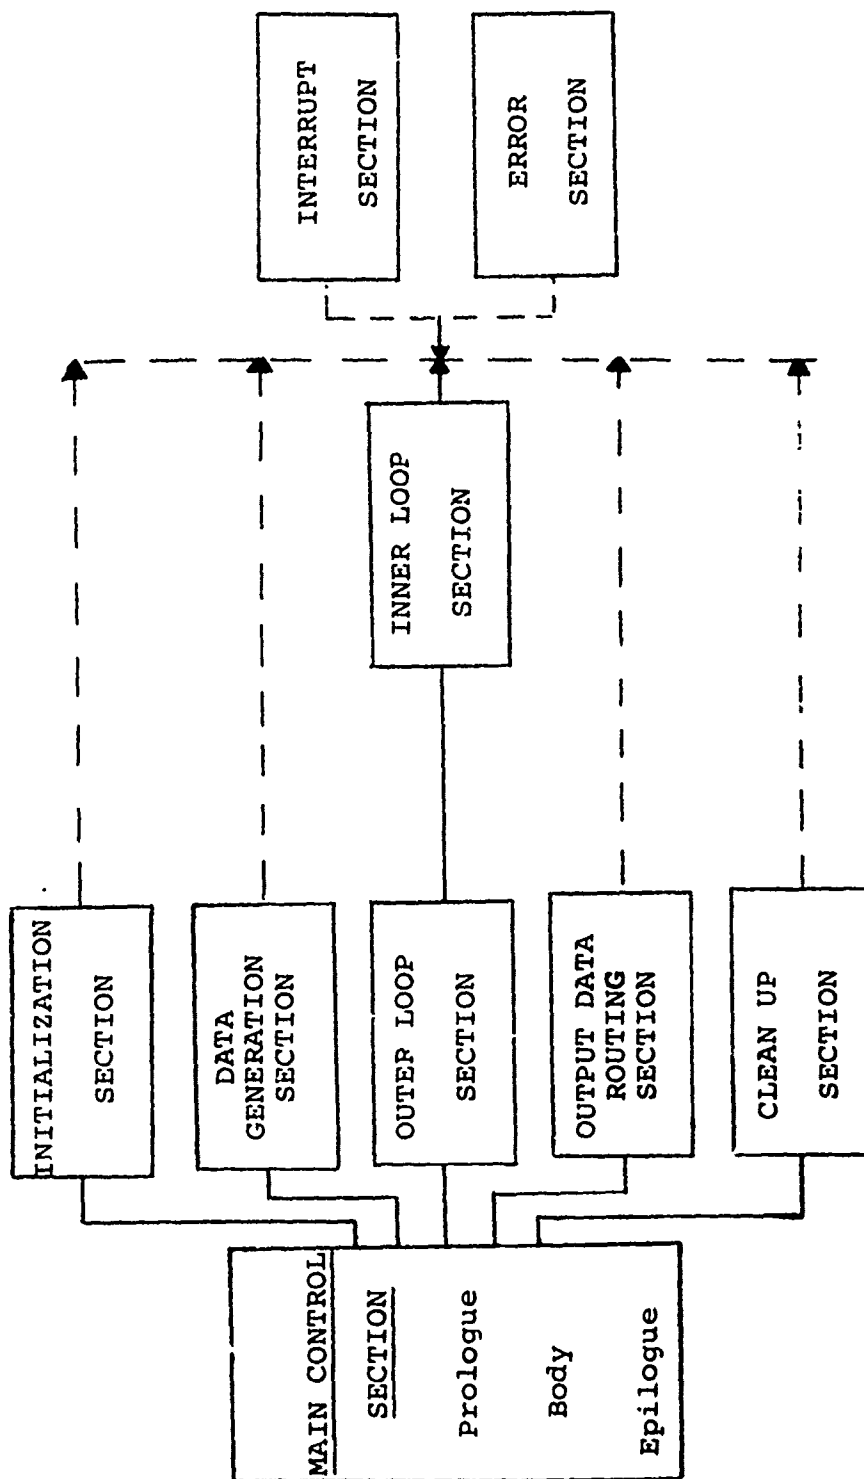 MAIN CONTROL
SECTION
Prologue
Body
Epilogue
INITIALIZATION
SECTION
DATA
GENERATION
SECTION
OUTER LOOP
SECTION
OUTPUT DATA
ROUTING
SECTION
CLEAN UP
SECTION
INNER LOOP
SECTION
INTERRUPT
SECTION
ERROR
SECTION